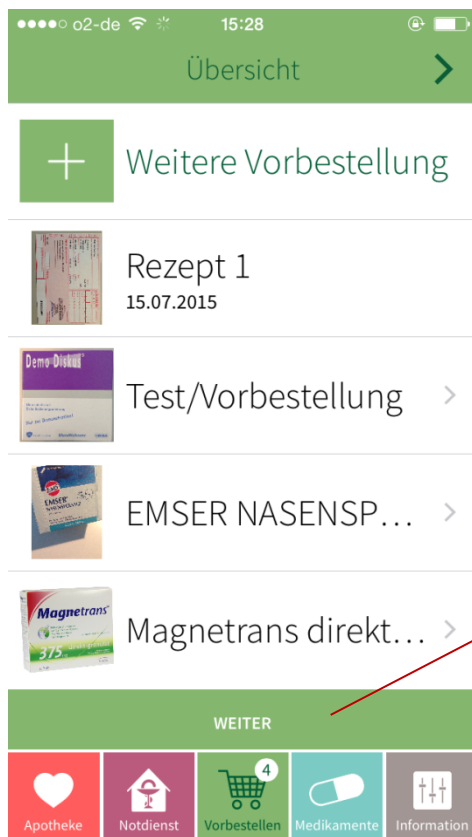 o2-de 15:28
Übersicht
Weitere Vorbestellung
Rezept 1
15.07.2015
Demo Diskus
Test/Vorbestellung
EMSER
EMSER NASENSP...
Magnetrans
375
Magnetrans direkt...
WEITER
4
Apotheke Notdienst Vorbestellen Medikamente Information